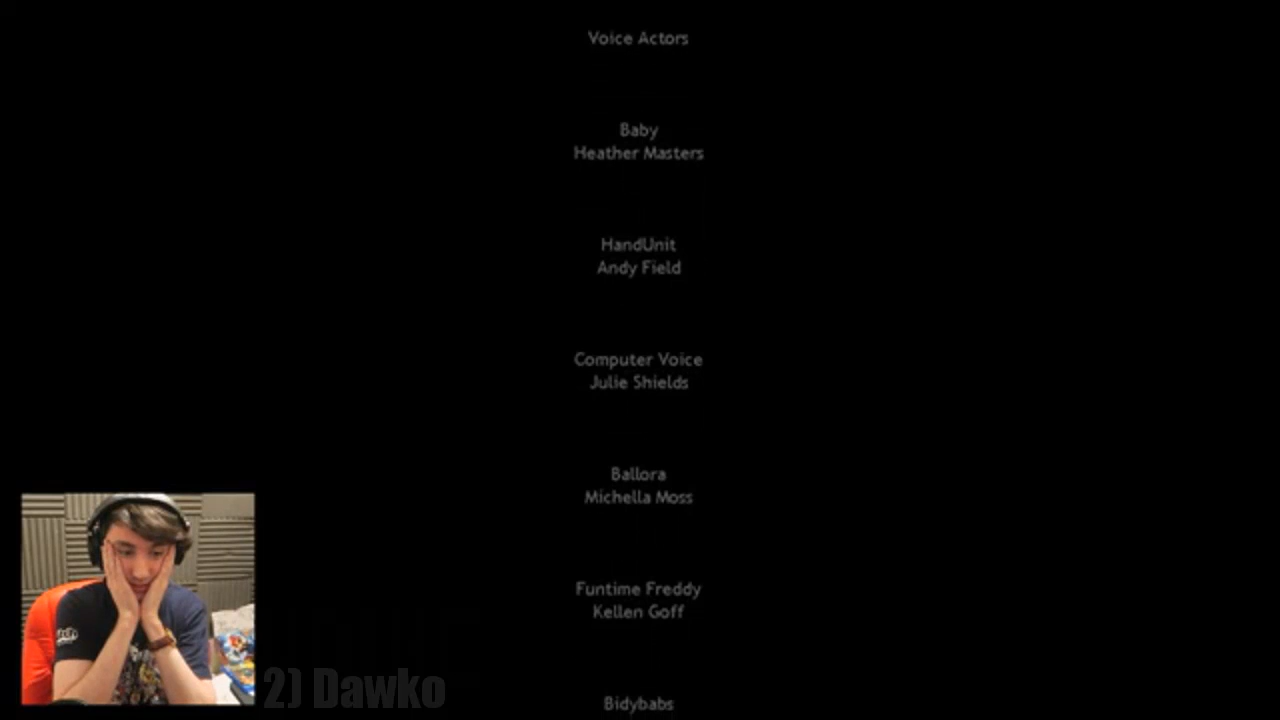 Voice Actors
Baby
Heather Masters
HandUnit
Andy Field
Computer Voice
Julie Shields
Ballora
Michella Moss
Funtime Freddy
Kellen Goff
Bidybabs
2) Dawko